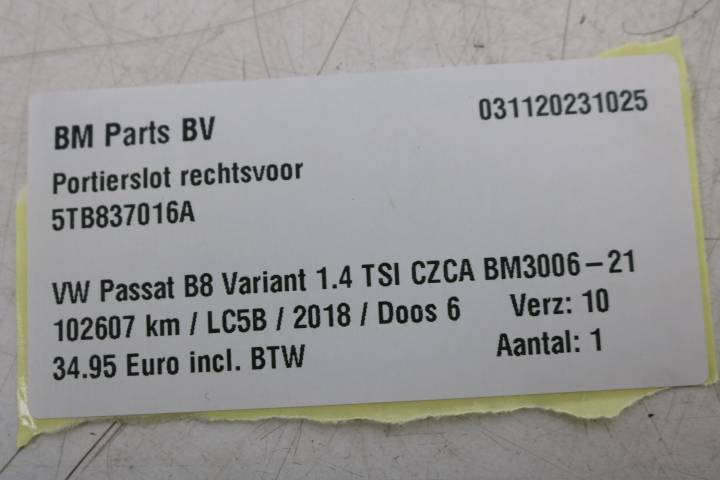 BM Parts BV 031120231025
Portierslot rechtsvoor
5TB837016A
VW Passat B8 Variant 1.4 TSI CZCA BM3006-21
102607 km / LC5B / 2018 / Doos 6 Verz: 10
34.95 Euro incl. BTW Aantal: 1